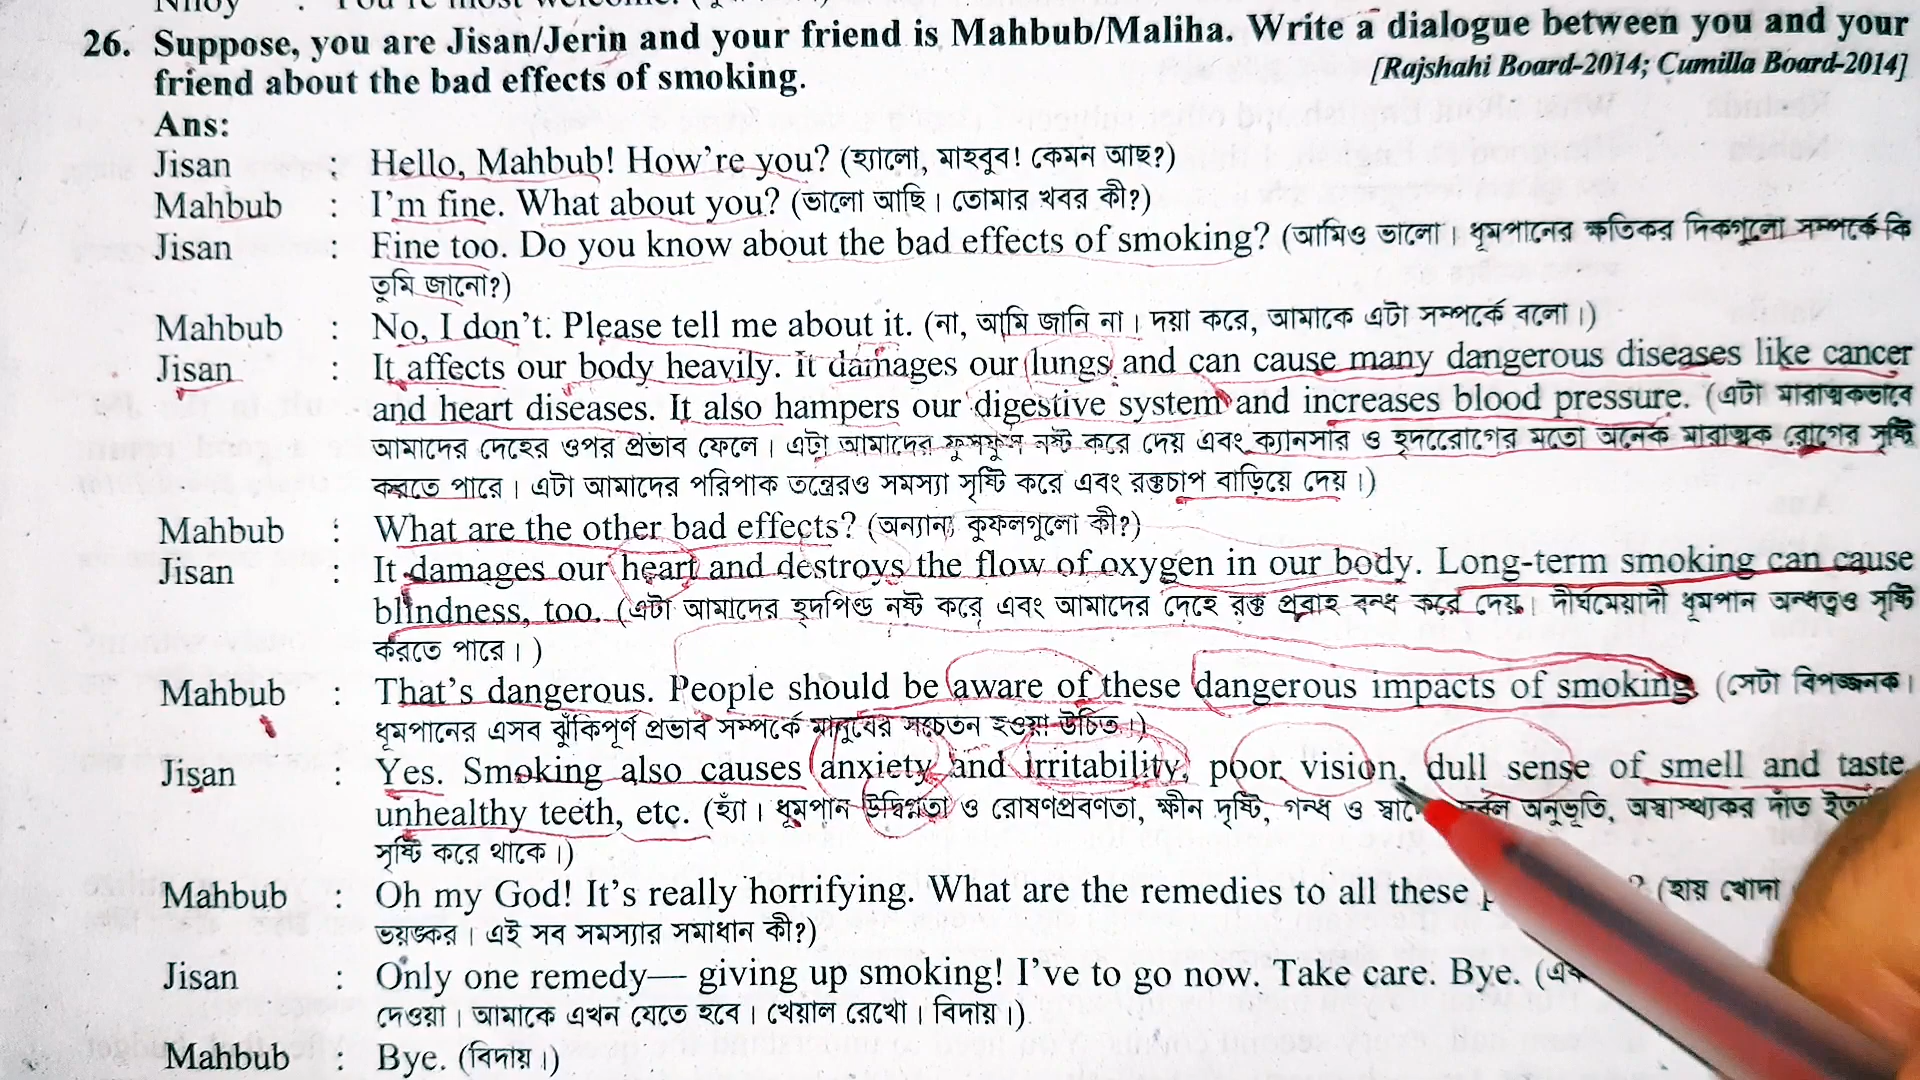 26. Suppose, you are Jisan/Jerin and your friend is Mahbub/Maliha. Write a dialogue between you and your
friend about the bad effects of smoking. [Rajshahi Board-2014; Cumilla Board-2014]
Ans:
Jisan : Hello, Mahbub! How're you? (হ্যালো, মাহবুব! কেমন আছ?)
Mahbub : I'm fine. What about you? (ভালো আছি। তোমার খবর কী?)
Jisan : Fine too. Do you know about the bad effects of smoking? (আমিও ভালো। ধূমপানের ক্ষতিকর দিকগুলো সম্পর্কে কি
তুমি জানো?)
Mahbub : No, I don't. Please tell me about it. (না, আমি জানি না। দয়া করে, আমাকে এটা সম্পর্কে বলো।)
Jisan : It affects our body heavily. It damages our lungs and can cause many dangerous diseases like cancer
and heart diseases. It also hampers our digestive system and increases blood pressure. (এটা মারাত্মকভাবে
আমাদের দেহের ওপর প্রভাব ফেলে। এটা আমাদের ফুসফুস নষ্ট করে দেয় এবং ক্যানসার ও হৃদরোগের মতো অনেক মারাত্মক রোগের সৃষ্টি
করতে পারে। এটা আমাদের পরিপাক তন্ত্রেরও সমস্যা সৃষ্টি করে এবং রক্তচাপ বাড়িয়ে দেয়।)
Mahbub : What are the other bad effects? (অন্যান্য কুফলগুলো কী?)
Jisan : It damages our heart and destroys the flow of oxygen in our body. Long-term smoking can cause
blindness, too. (এটা আমাদের হৃদপিণ্ড নষ্ট করে এবং আমাদের দেহে রক্ত প্রবাহ বন্ধ করে দেয়। দীর্ঘমেয়াদী ধূমপান অন্ধত্বও সৃষ্টি
করতে পারে।)
Mahbub : That's dangerous. People should be aware of these dangerous impacts of smoking. (সেটা বিপজ্জনক।
ধূমপানের এসব ঝুঁকিপূর্ণ প্রভাব সম্পর্কে মানুষের সচেতন হওয়া উচিত।)
Jisan : Yes. Smoking also causes anxiety and irritability, poor vision, dull sense of smell and taste,
unhealthy teeth, etc. (হ্যাঁ। ধূমপান উদ্বিগ্নতা ও রোষণপ্রবণতা, ক্ষীন দৃষ্টি, গন্ধ ও অনুভূতি, অস্বাস্থ্যকর দাঁত
সৃষ্টি করে থাকে।)
Mahbub : Oh my God! It's really horrifying. What are the remedies to all these ? (হায় খোদা
ভয়ঙ্কর। এই সব সমস্যার সমাধান কী?)
Jisan : Only one remedy— giving up smoking! I've to go now. Take care. Bye.
দেওয়া। আমাকে এখন যেতে হবে। খেয়াল রেখো। বিদায়।)
Mahbub : Bye. (বিদায়।)